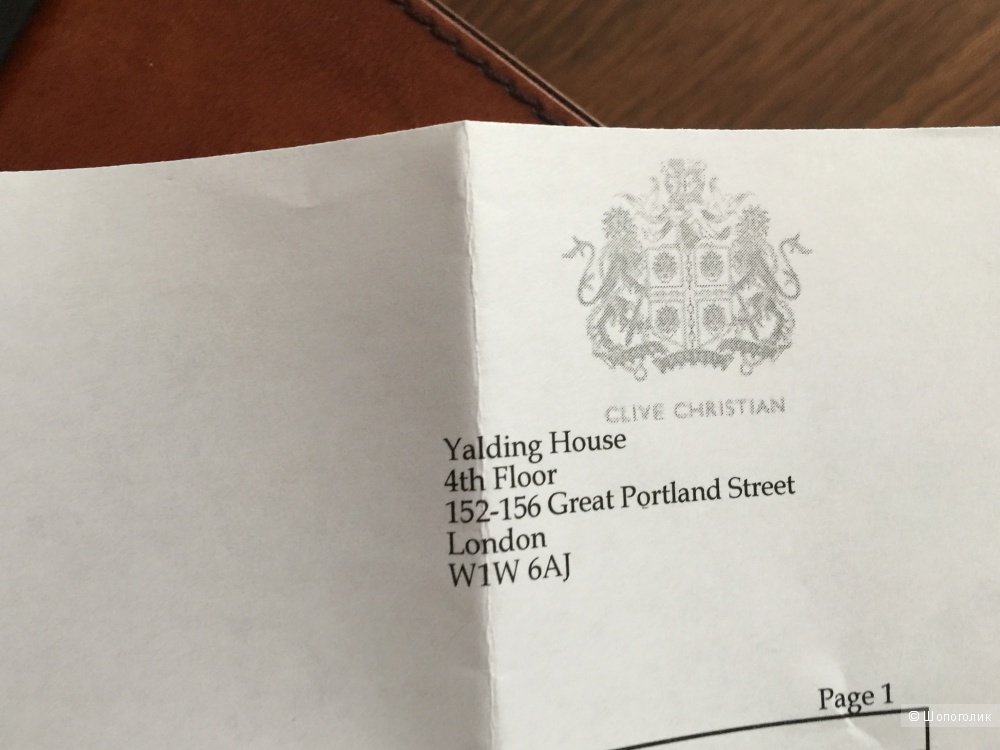 CLIVE CHRISTIAN
Yalding House
4th Floor
152-156 Great Portland Street
London
W1W 6AJ
Page 1
© Шопоголик